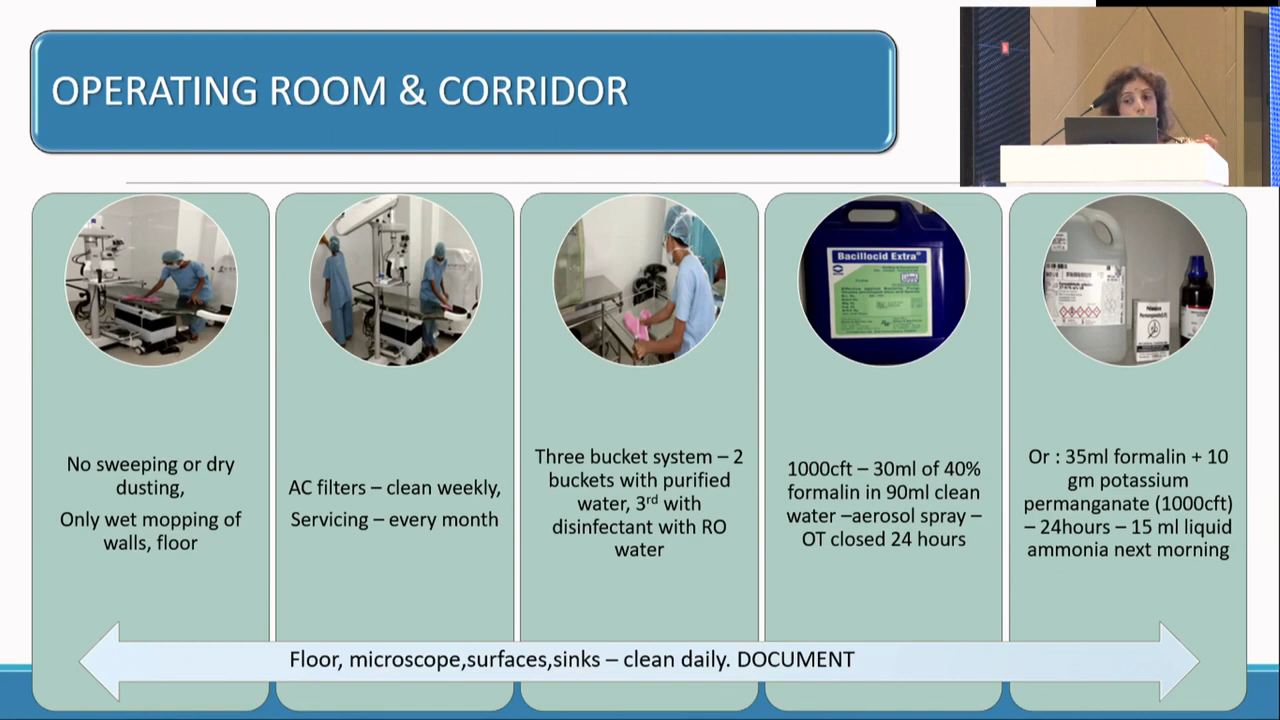 OPERATING ROOM & CORRIDOR
Bacillocid Extra
No sweeping or dry
dusting,
Only wet mopping of
walls, floor
AC filters – clean weekly,
Servicing – every month
Three bucket system – 2
buckets with purified
water, 3rd with
disinfectant with RO
water
1000cft – 30ml of 40%
formalin in 90ml clean
water –aerosol spray –
OT closed 24 hours
Or : 35ml formalin + 10
gm potassium
permanganate (1000cft)
– 24hours – 15 ml liquid
ammonia next morning
Floor, microscope,surfaces,sinks – clean daily. DOCUMENT